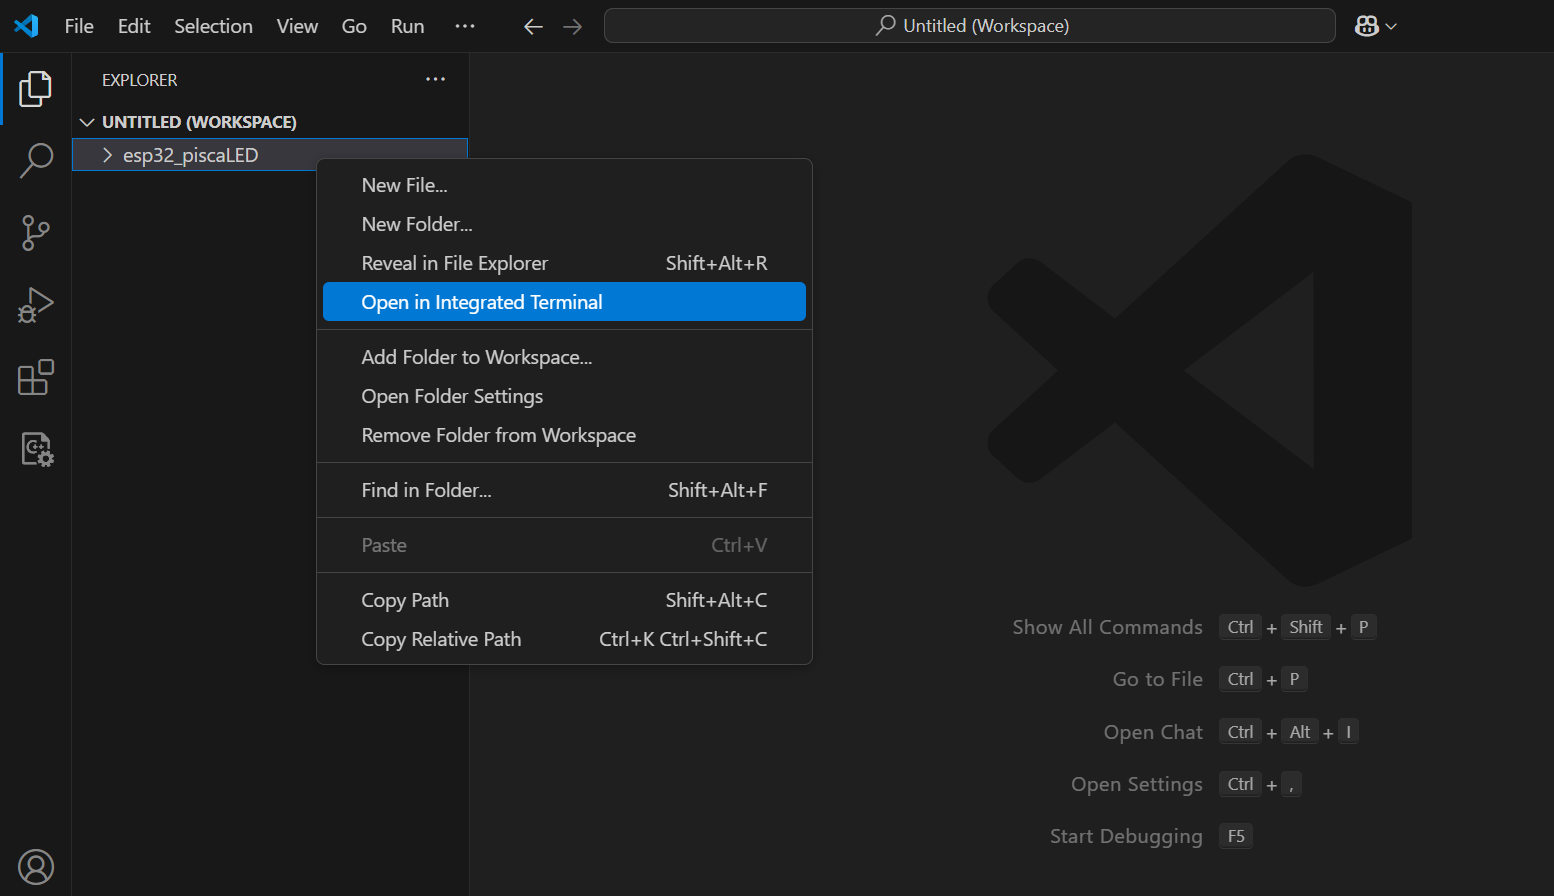 File Edit Selection View Go Run ··· Untitled (Workspace)
EXPLORER ···
UNTITLED (WORKSPACE)
esp32_piscaLED
New File...
New Folder...
Reveal in File Explorer Shift+Alt+R
Open in Integrated Terminal
Add Folder to Workspace...
Open Folder Settings
Remove Folder from Workspace
Find in Folder... Shift+Alt+F
Paste Ctrl+V
Copy Path Shift+Alt+C
Copy Relative Path Ctrl+K Ctrl+Shift+C
Show All Commands Ctrl + Shift + P
Go to File Ctrl + P
Open Chat Ctrl + Alt + I
Open Settings Ctrl + ,
Start Debugging F5
C++